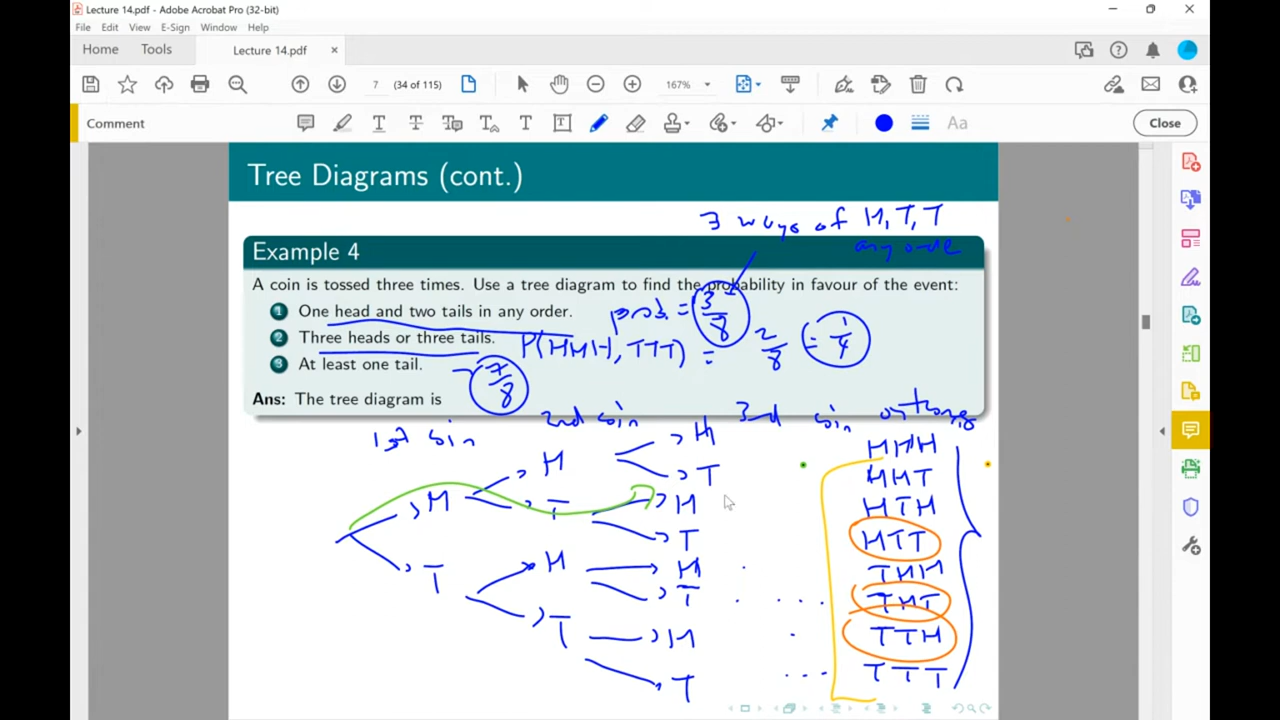 Lecture 14.pdf - Adobe Acrobat Pro (32-bit)
File Edit View E-Sign Window Help
Home Tools Lecture 14.pdf ×
7 (34 of 115) 167%
Comment Close
Tree Diagrams (cont.)
3 ways of H, T, T
any order
Example 4
A coin is tossed three times. Use a tree diagram to find the probability in favour of the event:
1 One head and two tails in any order. prob. = 3/8
2 Three heads or three tails. P(HHH, TTT) = 2/8 = 1/4
3 At least one tail. 7/8
Ans: The tree diagram is
1st coin 2nd coin 3rd coin outcomes
H HHH
H T HHT
H T H HTH
T HTT
T H H THH
T THT
T H TTH
T TTT